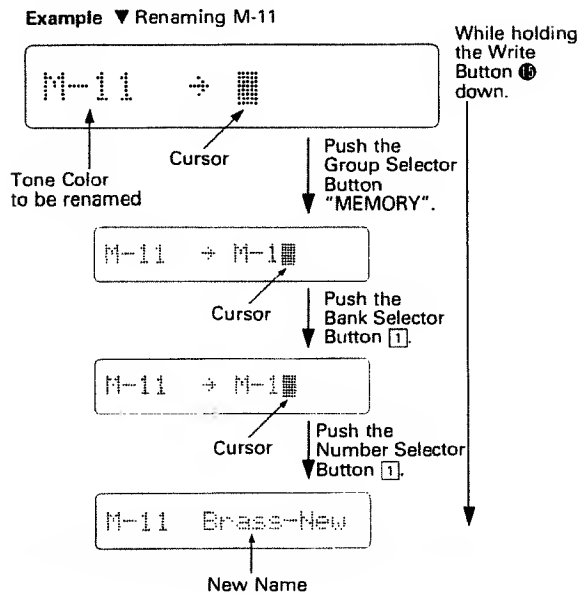 Example ▼ Renaming M-11
While holding
the Write
Button ⓯
down.
M-11 →
Cursor
Tone Color
to be renamed
Push the
Group Selector
Button
"MEMORY".
M-11 → M-1
Cursor
Push the
Bank Selector
Button 1.
M-11 → M-1
Cursor
Push the
Number Selector
Button 1.
M-11 Brass-New
New Name